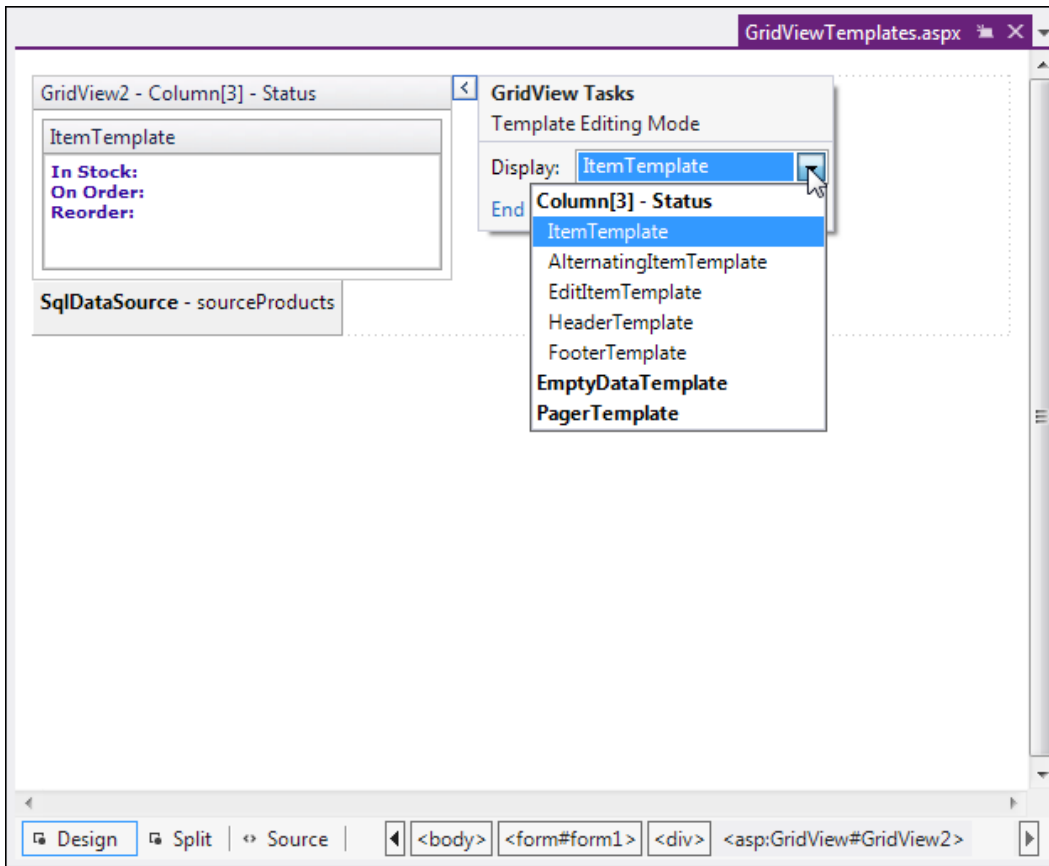 GridViewTemplates.aspx
GridView2 - Column[3] - Status
ItemTemplate
In Stock:
On Order:
Reorder:
SqlDataSource - sourceProducts
GridView Tasks
Template Editing Mode
Display: ItemTemplate
End
Column[3] - Status
ItemTemplate
AlternatingItemTemplate
EditItemTemplate
HeaderTemplate
FooterTemplate
EmptyDataTemplate
PagerTemplate
Design Split Source <body> <form#form1> <div> <asp:GridView#GridView2>